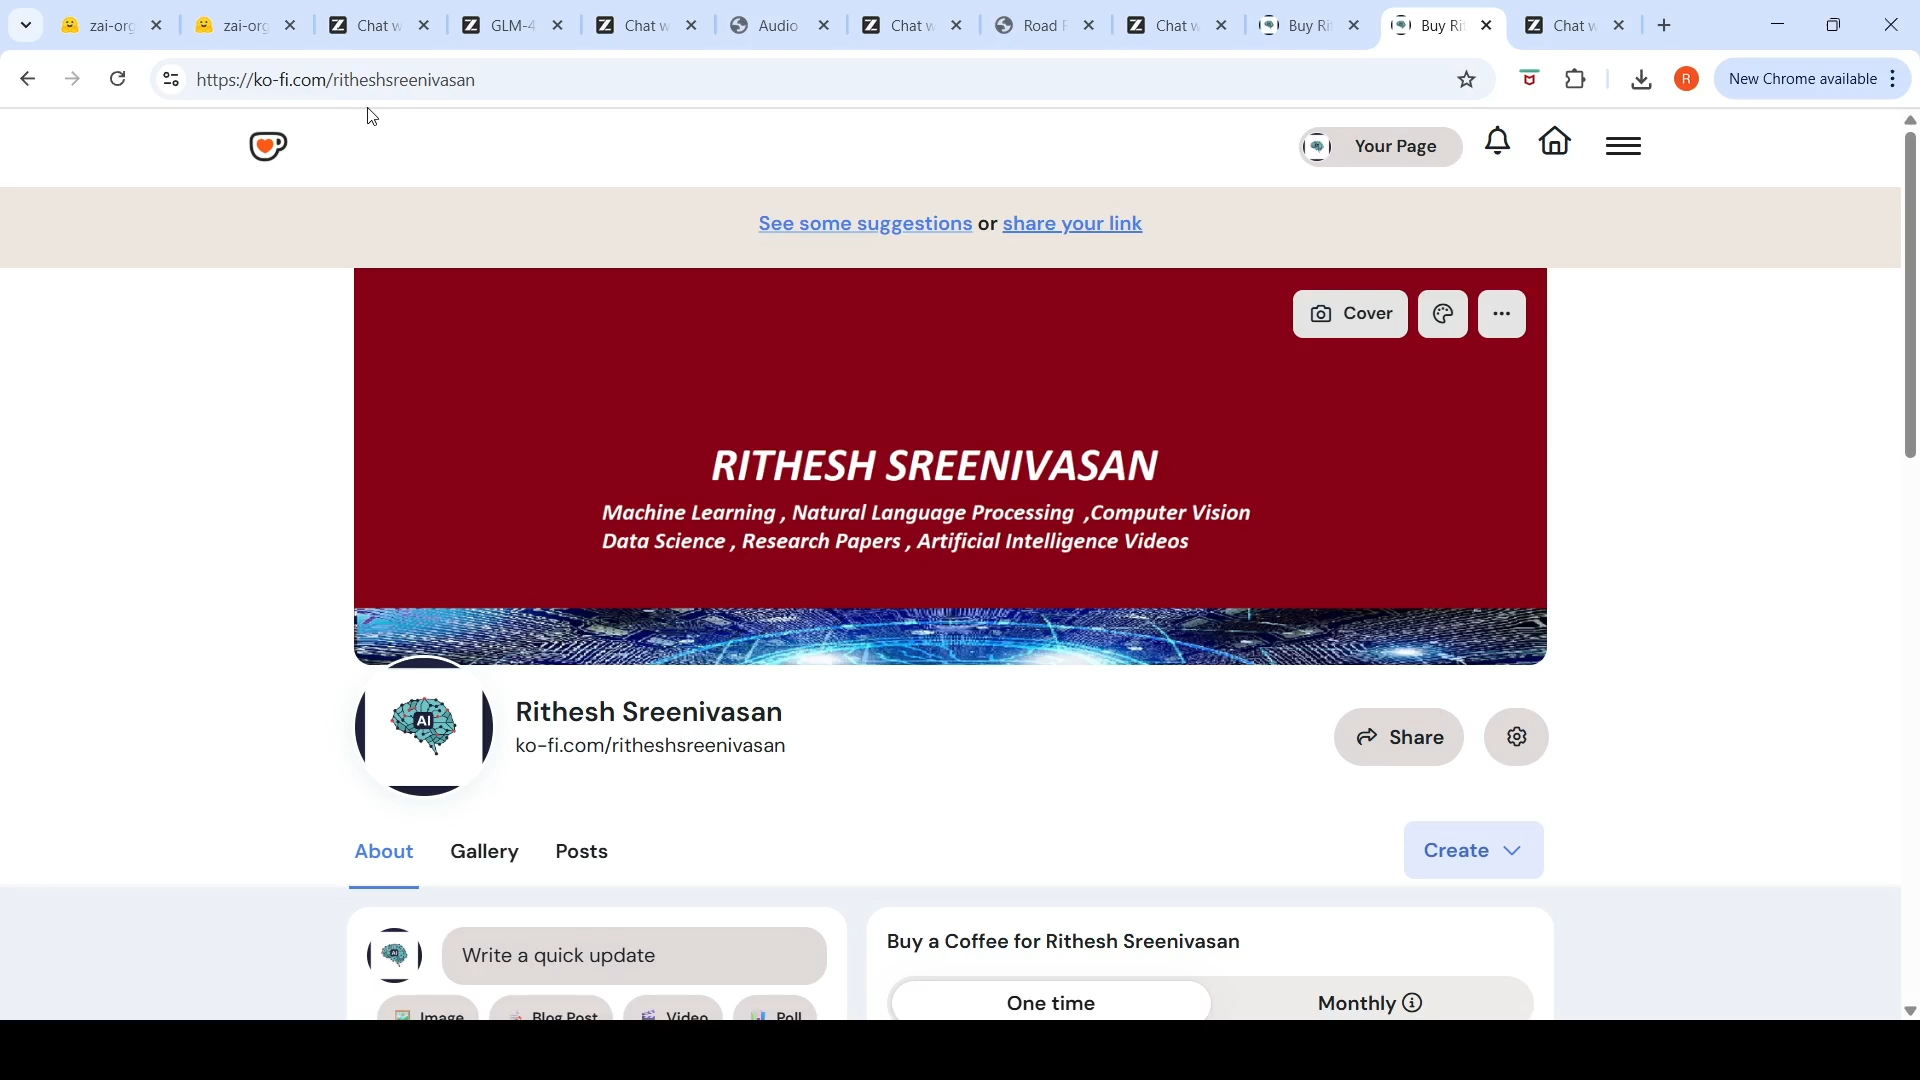 zai-org
zai-org
Chat w
GLM-4
Chat w
Audio
Chat w
Road
Chat w
Buy Rit
Buy Rit
Chat w
https://ko-fi.com/ritheshsreenivasan
R
New Chrome available
Your Page
See some suggestions or share your link
Cover
RITHESH SREENIVASAN
Machine Learning , Natural Language Processing ,Computer Vision
Data Science , Research Papers , Artificial Intelligence Videos
AI
Rithesh Sreenivasan
ko-fi.com/ritheshsreenivasan
Share
About
Gallery
Posts
Create
AI
Write a quick update
Buy a Coffee for Rithesh Sreenivasan
One time
Monthly
Image
Blog Post
Video
Poll